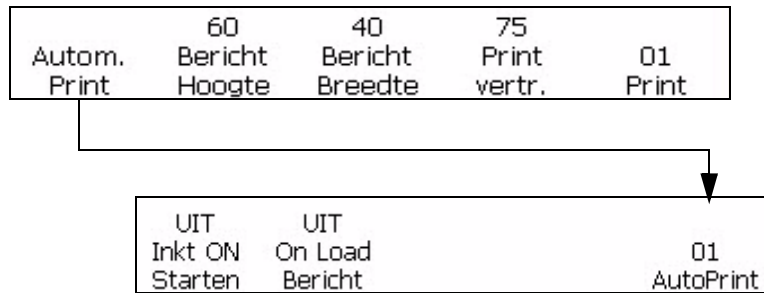 60 40 75
Autom. Bericht Bericht Print 01
Print Hoogte Breedte vertr. Print
UIT UIT
Inkt ON On Load 01
Starten Bericht AutoPrint